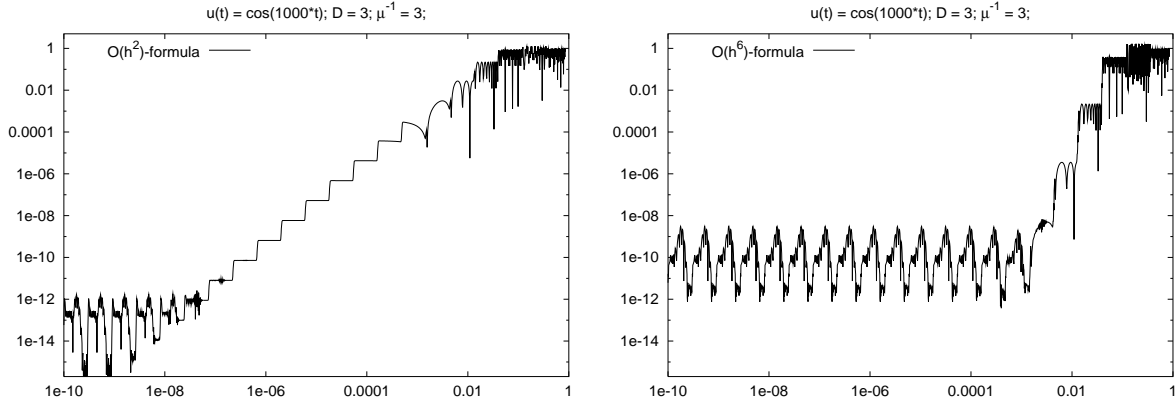 u(t) = cos(1000*t); D = 3; μ⁻¹ = 3;
O(h²)-formula
1
0.01
0.0001
1e-06
1e-08
1e-10
1e-12
1e-14
1e-10 1e-08 1e-06 0.0001 0.01 1
u(t) = cos(1000*t); D = 3; μ⁻¹ = 3;
O(h⁶)-formula
1
0.01
0.0001
1e-06
1e-08
1e-10
1e-12
1e-14
1e-10 1e-08 1e-06 0.0001 0.01 1